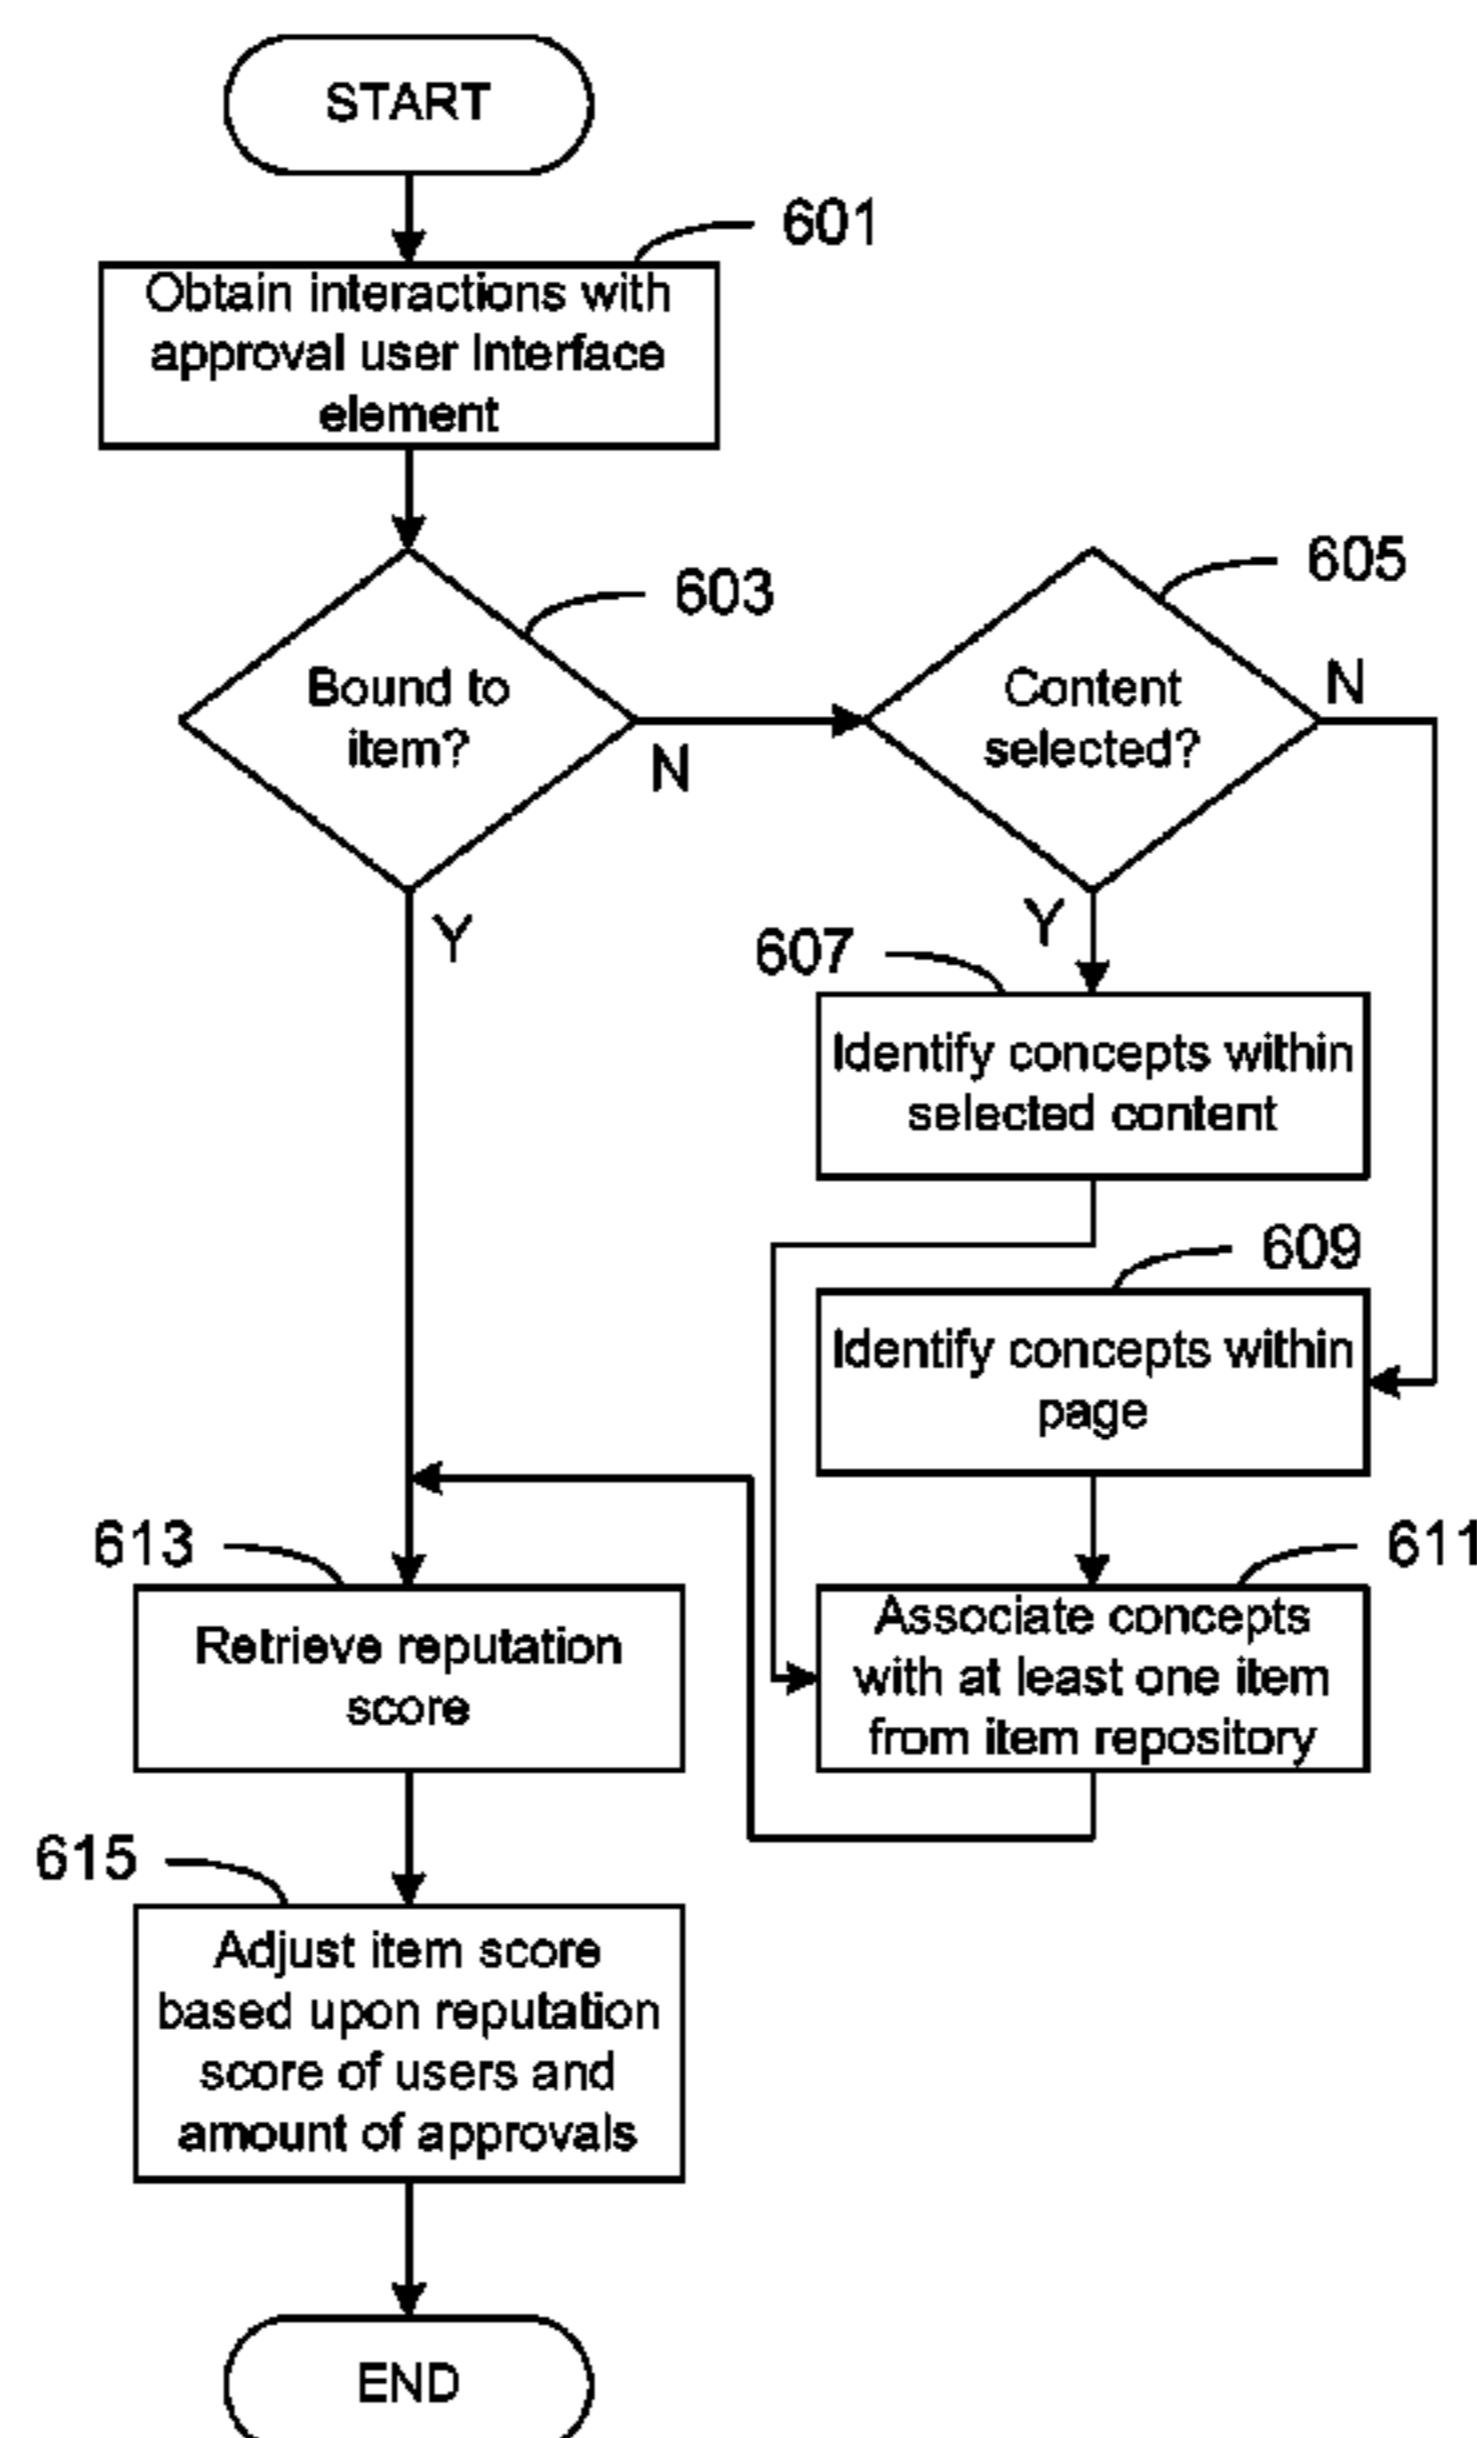 START
601
Obtain interactions with
approval user interface
element
603
Bound to
item?
N
Y
605
Content
selected?
N
Y
607
Identify concepts within
selected content
609
Identify concepts within
page
611
Associate concepts
with at least one item
from item repository
613
Retrieve reputation
score
615
Adjust item score
based upon reputation
score of users and
amount of approvals
END